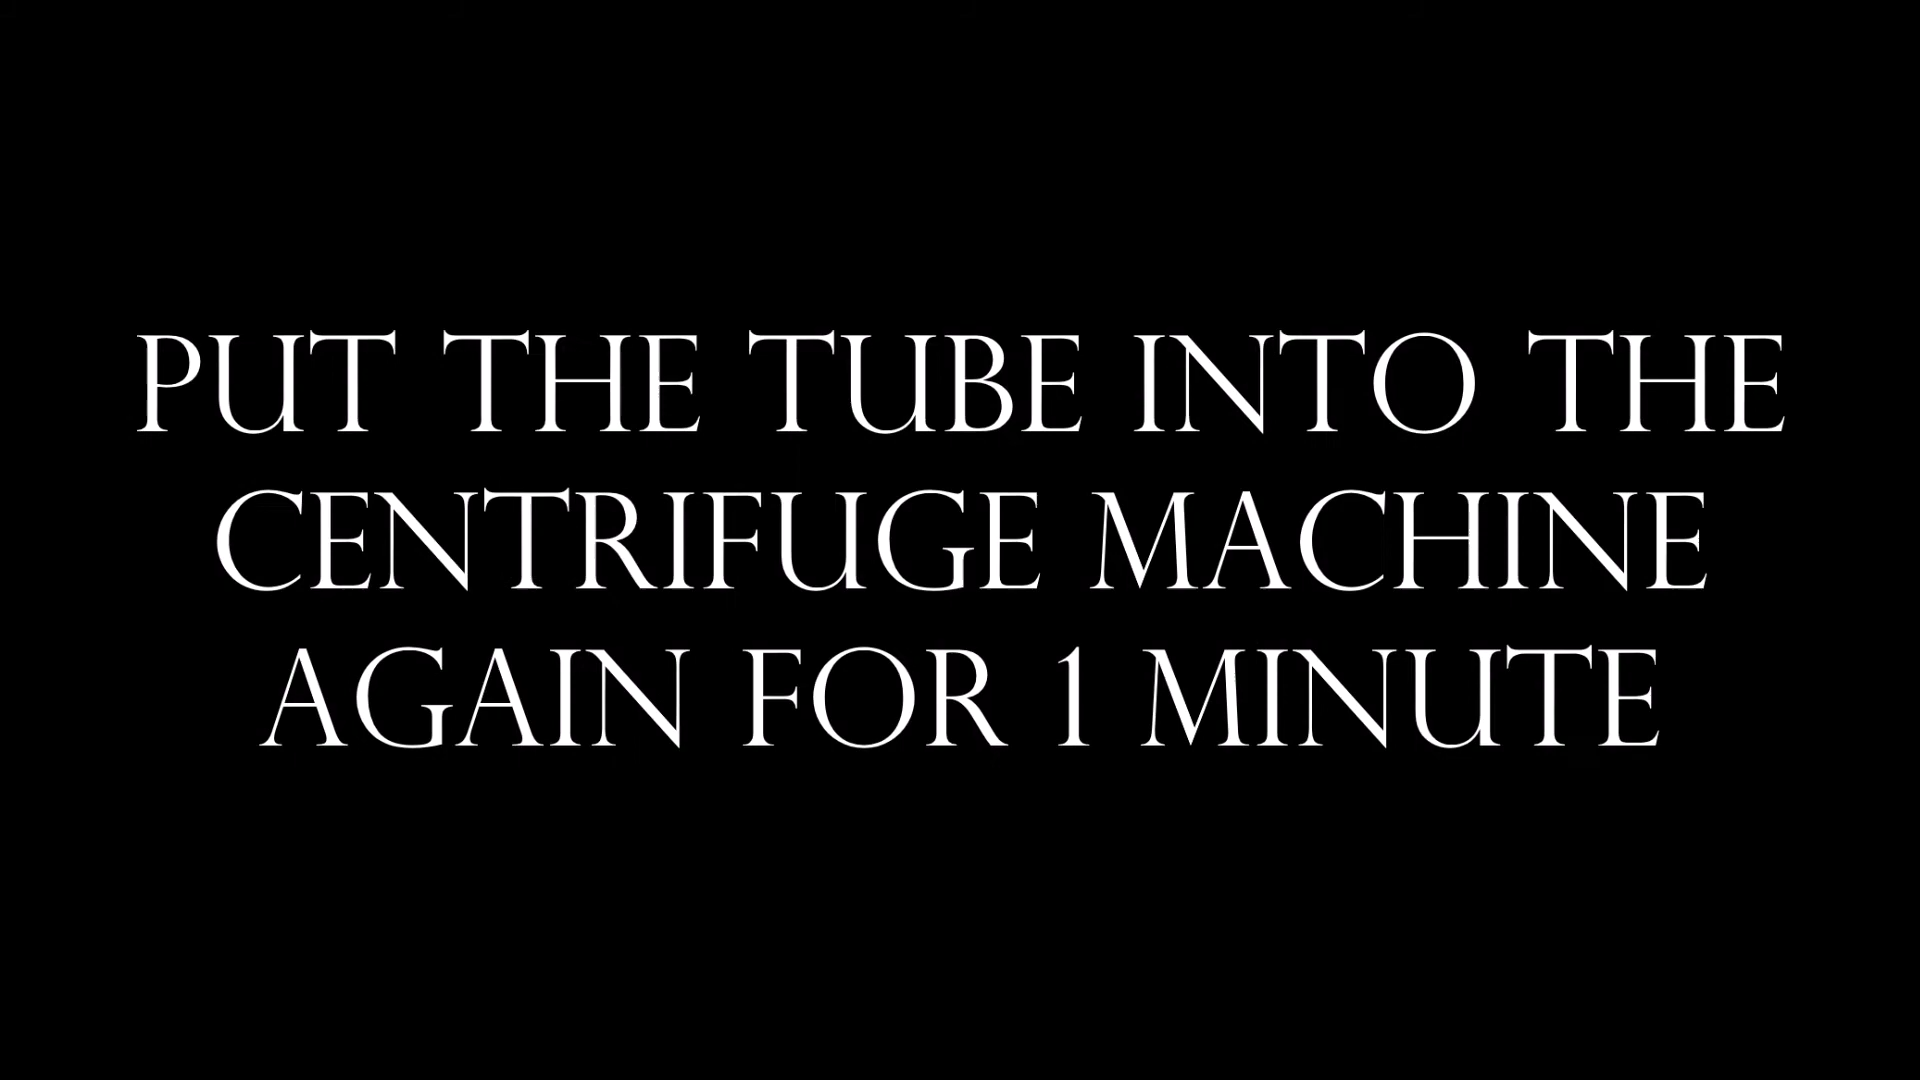 PUT THE TUBE INTO THE
CENTRIFUGE MACHINE
AGAIN FOR 1 MINUTE